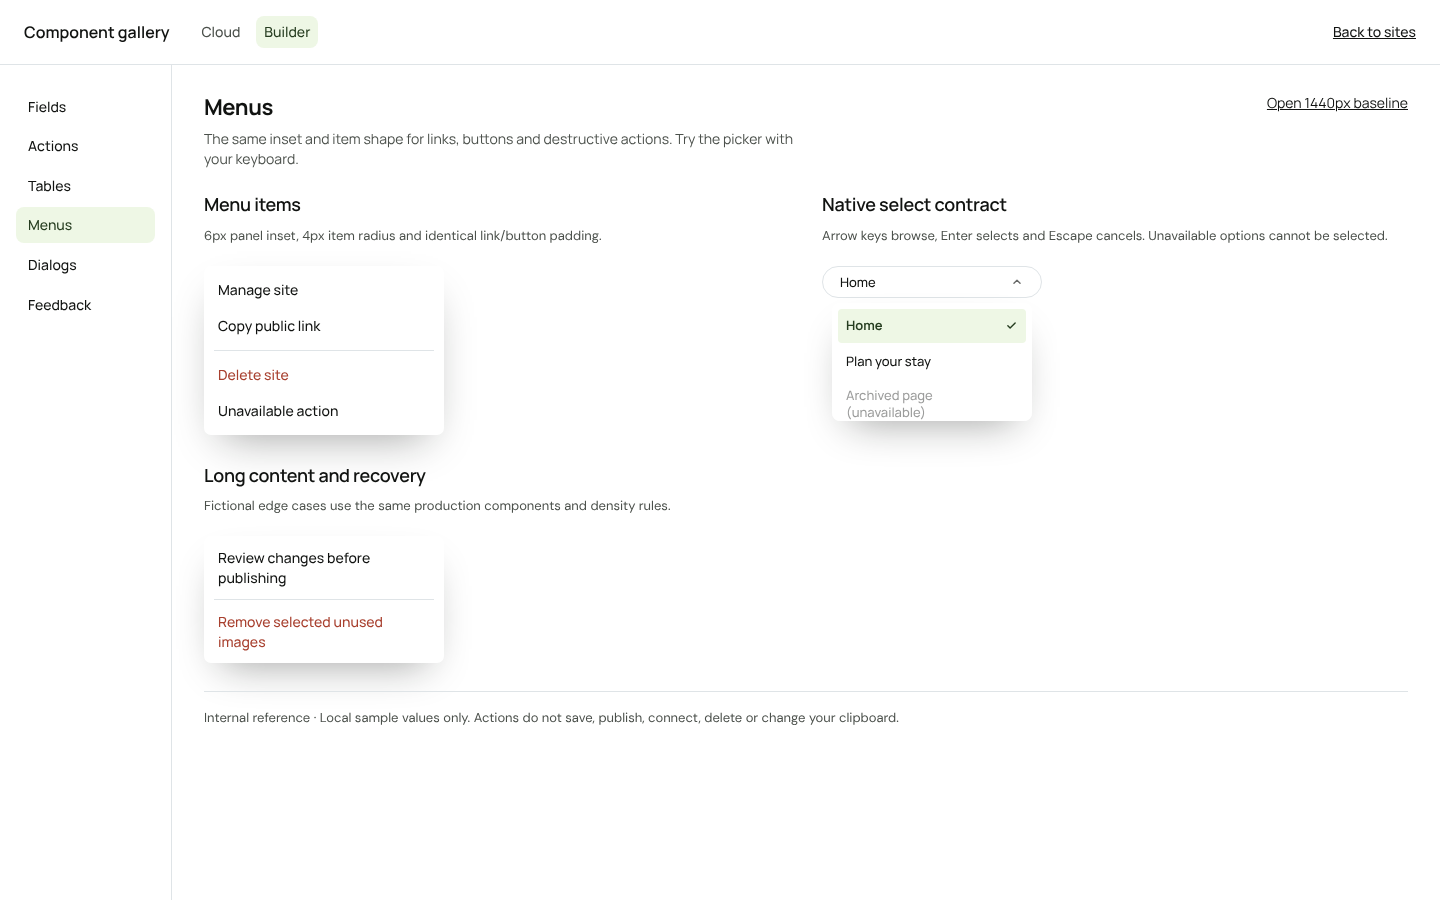 Component gallery
Cloud
Builder
Back to sites
Fields
Actions
Tables
Menus
Dialogs
Feedback
Menus
Open 1440px baseline
The same inset and item shape for links, buttons and destructive actions. Try the picker with
your keyboard.
Menu items
6px panel inset, 4px item radius and identical link/button padding.
Manage site
Copy public link
Delete site
Unavailable action
Native select contract
Arrow keys browse, Enter selects and Escape cancels. Unavailable options cannot be selected.
Home
Home
Plan your stay
Archived page
(unavailable)
Long content and recovery
Fictional edge cases use the same production components and density rules.
Review changes before
publishing
Remove selected unused
images
Internal reference · Local sample values only. Actions do not save, publish, connect, delete or change your clipboard.